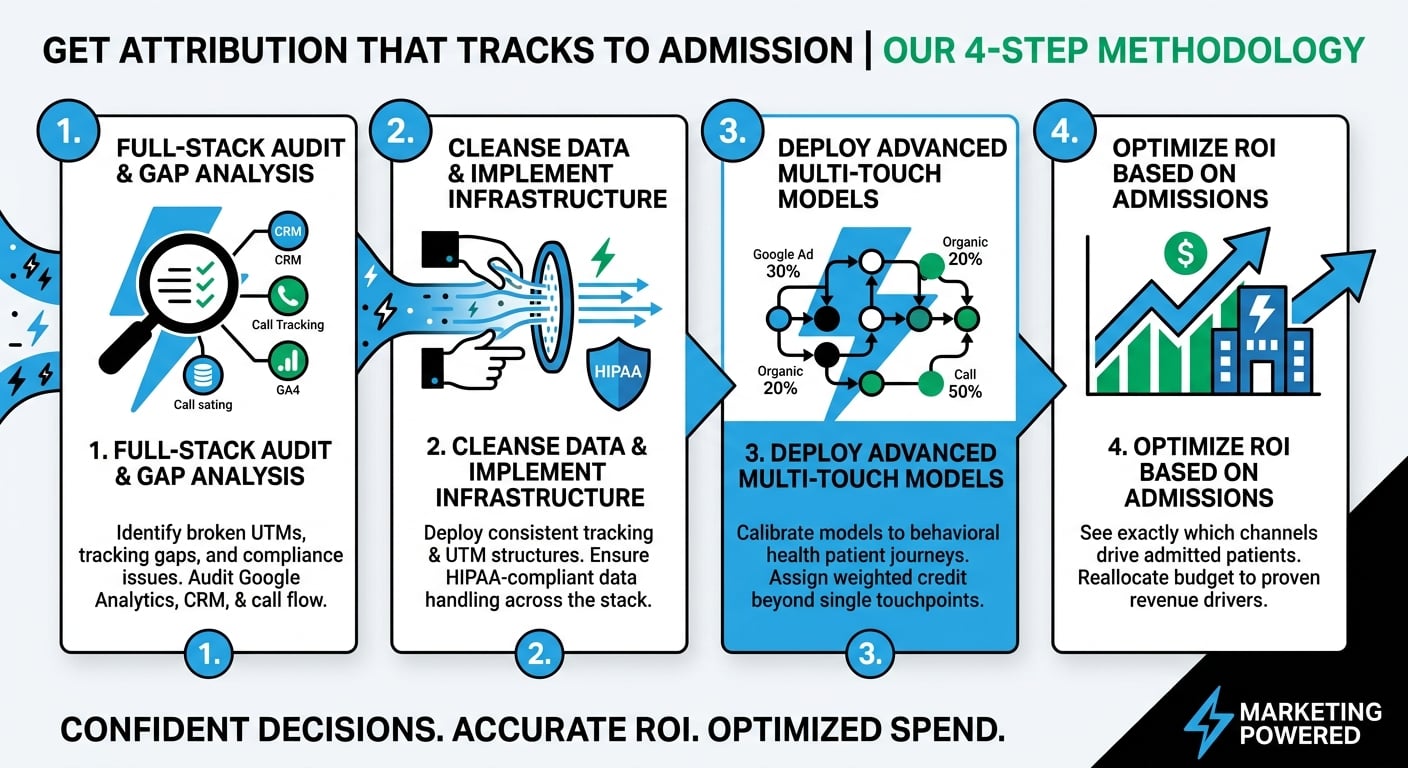 GET ATTRIBUTION THAT TRACKS TO ADMISSION | OUR 4-STEP METHODOLOGY
1.
FULL-STACK AUDIT
& GAP ANALYSIS
CRM
CRM
Call Tracking
GA4
Call sating
1. FULL-STACK AUDIT
& GAP ANALYSIS
Identify broken UTMs,
tracking gaps, and compliance
issues. Audit Google
Analytics, CRM, & call flow.
1.
2.
CLEANSE DATA
& IMPLEMENT
INFRASTRUCTURE
HIPAA
2. CLEANSE DATA &
IMPLEMENT
INFRASTRUCTURE
Deploy consistent tracking
& UTM structures. Ensure
HIPAA-compliant data
handling across the stack.
2.
3.
DEPLOY ADVANCED
MULTI-TOUCH
MODELS
Google Ad
30%
Organic
20%
Organic
20%
Call
50%
3. DEPLOY ADVANCED
MULTI-TOUCH MODELS
Calibrate models to behavioral
health patient journeys.
Assign weighted credit
beyond single touchpoints.
3.
4.
OPTIMIZE ROI
BASED ON
ADMISSIONS
$
4. OPTIMIZE ROI
BASED ON
ADMISSIONS
See exactly which channels
drive admitted patients.
Reallocate budget to proven
revenue drivers.
CONFIDENT DECISIONS. ACCURATE ROI. OPTIMIZED SPEND.
MARKETING
POWERED